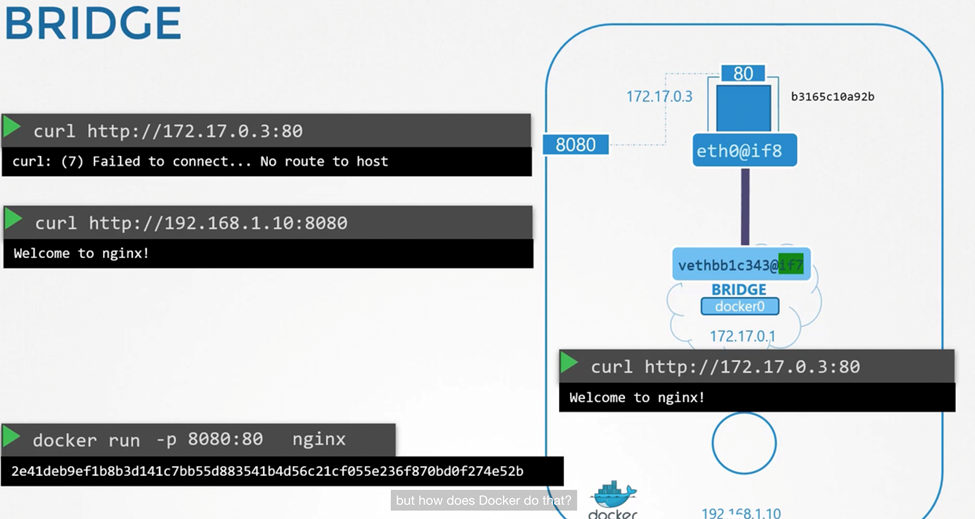 BRIDGE
80
172.17.0.3
b3165c10a92b
curl http://172.17.0.3:80
curl: (7) Failed to connect... No route to host
8080
eth0@if8
curl http://192.168.1.10:8080
Welcome to nginx!
vethbb1c343@if7
BRIDGE
docker0
172.17.0.1
curl http://172.17.0.3:80
Welcome to nginx!
docker run -p 8080:80 nginx
2e41deb9ef1b8b3d141c7bb55d883541b4d56c21cf055e236f870bd0f274e52b
but how does Docker do that?
docker
192.168.1.10